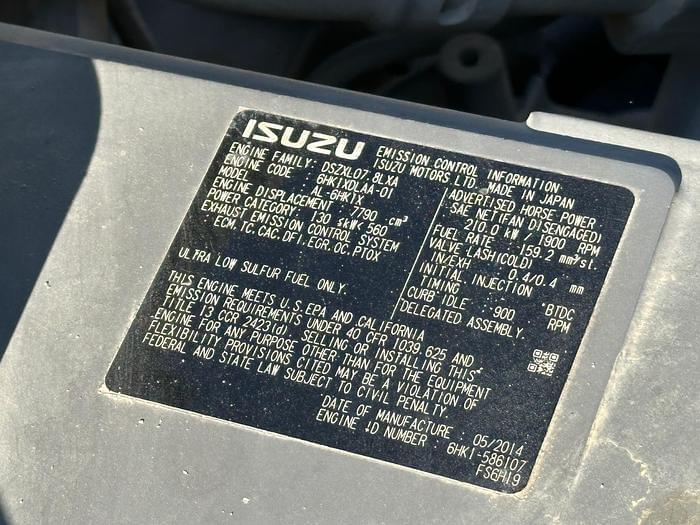 ISUZU
EMISSION CONTROL INFORMATION
ISUZU MOTORS LTD. MADE IN JAPAN
ENGINE FAMILY: DSZXL07.8LXA
ENGINE CODE : 6HK1XDLAA-01
MODEL : AL-6HK1X
ENGINE DISPLACEMENT : 7790 cm³
POWER CATEGORY: 130 ≤kW< 560
EXHAUST EMISSION CONTROL SYSTEM
ECM, TC, CAC, DFI, EGR, OC, PTOX
ULTRA LOW SULFUR FUEL ONLY.
ADVERTISED HORSE POWER
SAE NET(FAN DISENGAGED)
210.0 kW / 1900 RPM
FUEL RATE : 159.2 mm³/st.
VALVE LASH(COLD)
IN/EXH : 0.4/0.4 mm
INITIAL INJECTION
TIMING : °BTDC
CURB IDLE : 900 RPM
DELEGATED ASSEMBLY.
THIS ENGINE MEETS U.S. EPA AND CALIFORNIA
EMISSION REQUIREMENTS UNDER 40 CFR 1039.625 AND
TITLE 13 CCR 2423(d). SELLING OR INSTALLING THIS
ENGINE FOR ANY PURPOSE OTHER THAN FOR THE EQUIPMENT
FLEXIBILITY PROVISIONS CITED MAY BE A VIOLATION OF
FEDERAL AND STATE LAW SUBJECT TO CIVIL PENALTY.
DATE OF MANUFACTURE : 05/2014
ENGINE ID NUMBER : 6HK1-586107
FS6H19